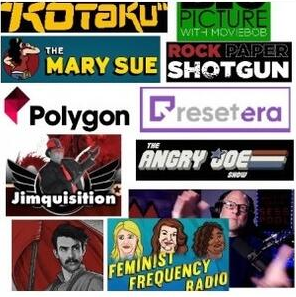 KOTAKU
PICTURE
WITH MOVIEBOB
THE
MARY SUE
ROCK PAPER
SHOTGUN
Polygon
resetera
THE
ANGRY JOE
SHOW
Jimquisition
FEMINIST
FREQUENCY
RADIO